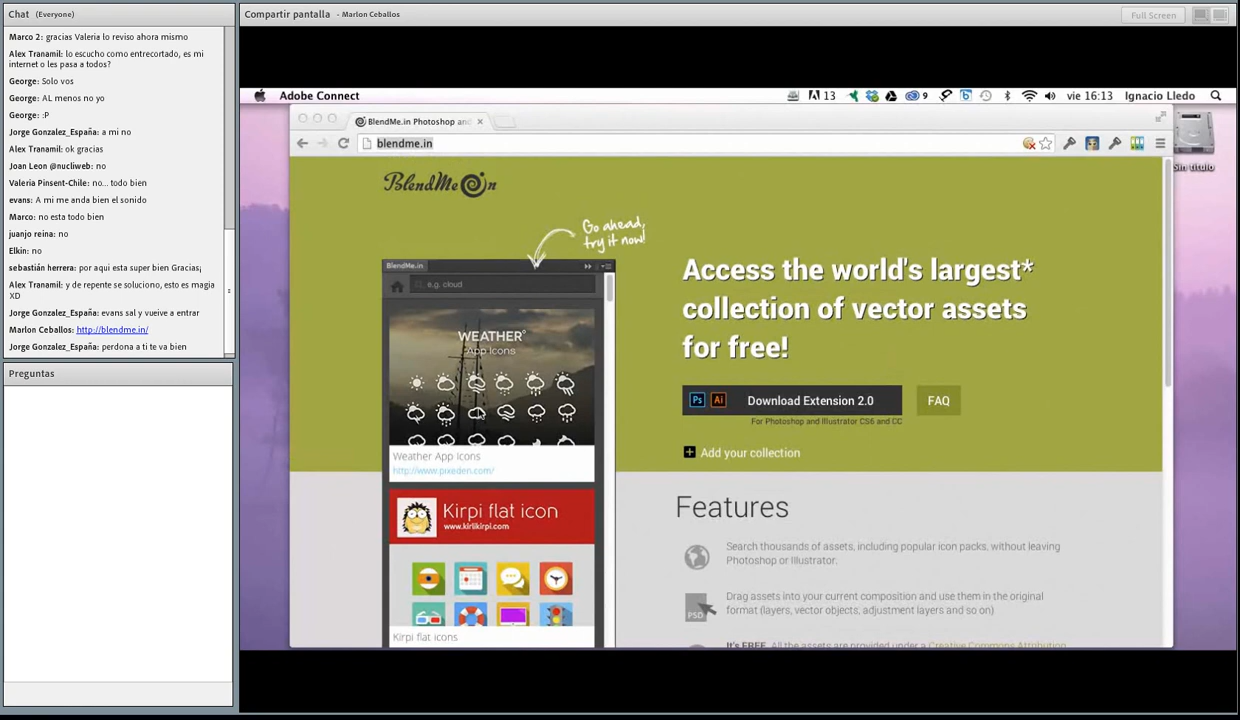 Chat (Everyone)
Marco 2: gracias Valeria lo reviso ahora mismo
Alex Tranamil: lo escucho como entrecortado, es mi
internet o les pasa a todos?
George: Solo vos
George: AL menos no yo
George: :P
Jorge Gonzalez_España: a mi no
Alex Tranamil: ok gracias
Joan Leon @nucliweb: no
Valeria Pinsent-Chile: no... todo bien
evans: A mi me anda bien el sonido
Marco: no esta todo bien
juanjo reina: no
Elkin: no
sebastián herrera: por aqui esta super bien Gracias¡
Alex Tranamil: y de repente se soluciono, esto es magia
XD
Jorge Gonzalez_España: evans sal y vueive a entrar
Marlon Ceballos: http://blendme.in/
Jorge Gonzalez_España: perdona a ti te va bien
Preguntas
Compartir pantalla - Marlon Ceballos
Full Screen
Adobe Connect
13
9
vie 16:13
Ignacio Lledo
BlendMe.in Photoshop and
blendme.in
Sin título
BlendMe in
Go ahead,
try it now!
BlendMe.in
e.g. cloud
WEATHER°
App Icons
Weather App Icons
http://www.pixeden.com/
Kirpi flat icon
www.kirlikirpi.com
Kirpi flat icons
Access the world's largest*
collection of vector assets
for free!
Ps Ai Download Extension 2.0
FAQ
For Photoshop and Illustrator CS6 and CC
Add your collection
Features
Search thousands of assets, including popular icon packs, without leaving
Photoshop or Illustrator.
PSD
Drag assets into your current composition and use them in the original
format (layers, vector objects, adjustment layers and so on)
It's FREE. All the assets are provided under a Creative Commons Attribution